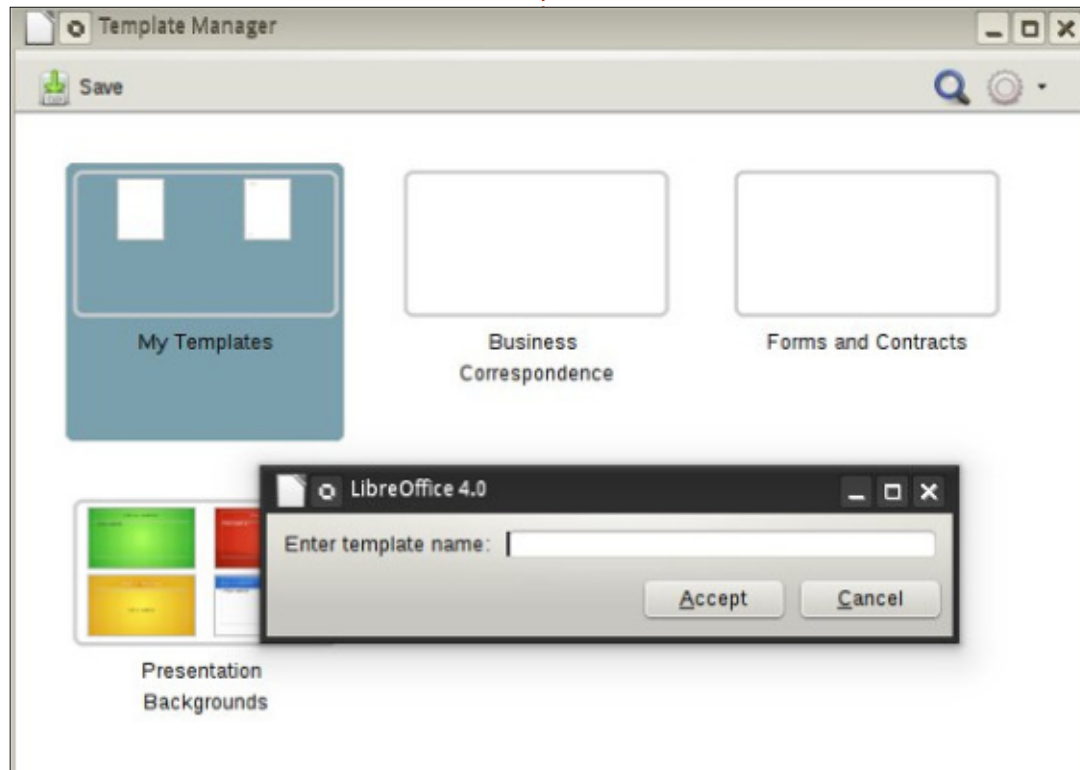 Template Manager
Save
My Templates
Business
Correspondence
Forms and Contracts
LibreOffice 4.0
Enter template name:
Accept
Cancel
Presentation
Backgrounds